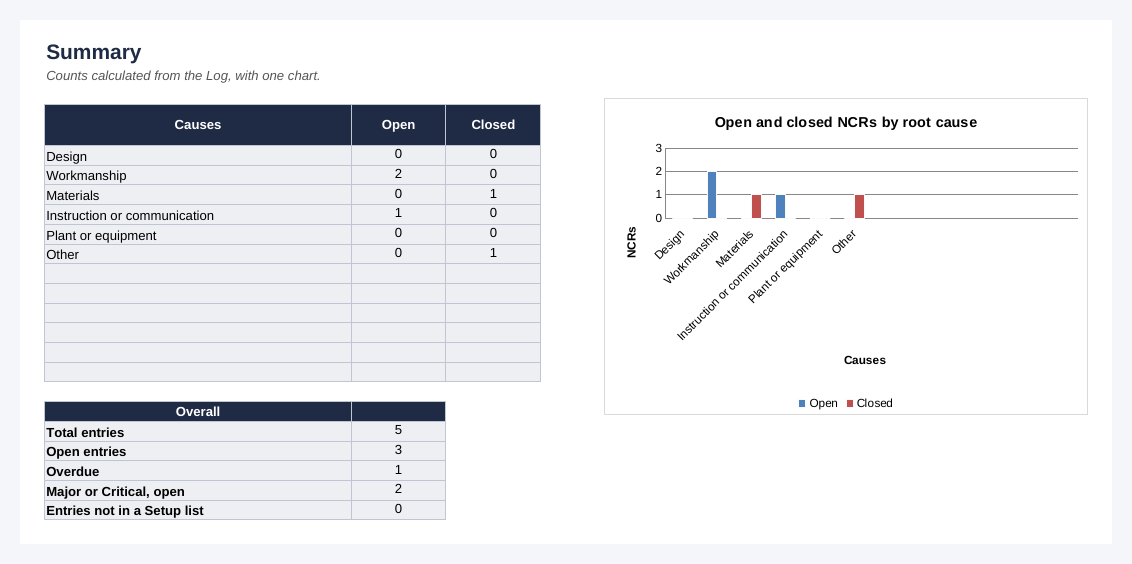 Summary
Counts calculated from the Log, with one chart.
Causes Open Closed
Design 0 0
Workmanship 2 0
Materials 0 1
Instruction or communication 1 0
Plant or equipment 0 0
Other 0 1
Overall
Total entries 5
Open entries 3
Overdue 1
Major or Critical, open 2
Entries not in a Setup list 0
Open and closed NCRs by root cause
3
2
1
0
NCRs
Design
Workmanship
Materials
Instruction or communication
Plant or equipment
Other
Causes
Open Closed